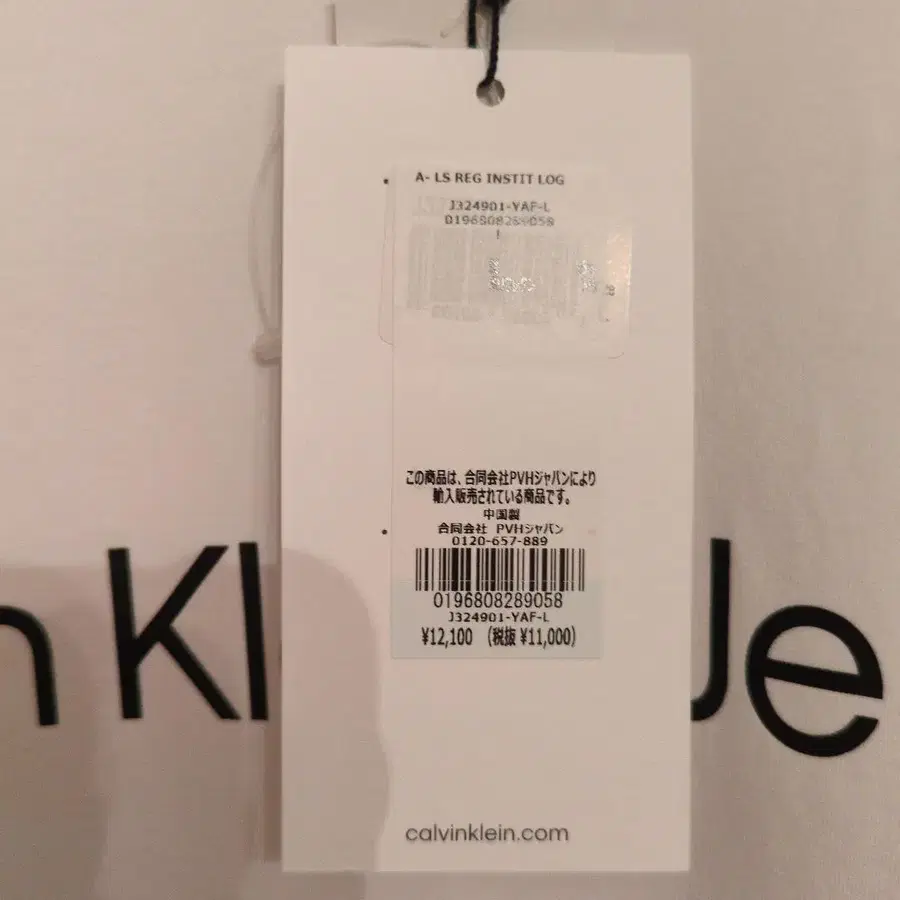 A- LS REG INSTIT LOG
J324901-YAF-L
0196808289058
この商品は、合同会社PVHジャパンにより
輸入販売されている商品です。
中国製
合同会社 PVHジャパン
0120-657-889
n Kl Je
0196808289058
J324901-YAF-L
¥12,100 (税抜 ¥11,000)
calvinklein.com